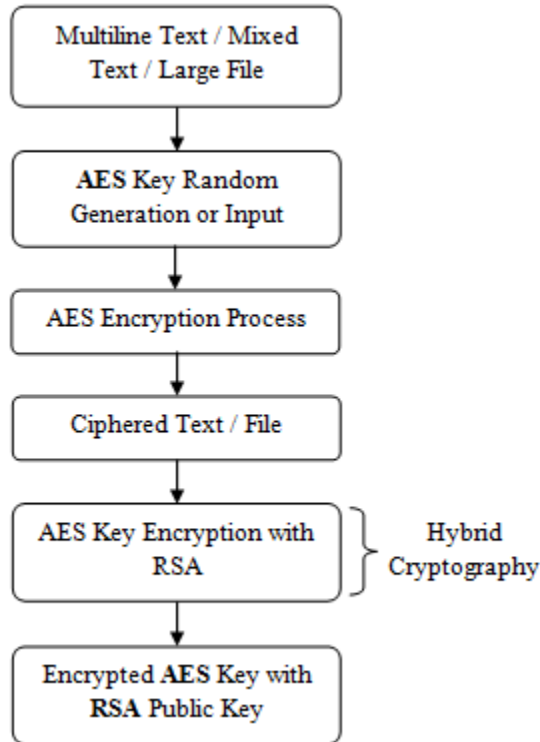 Multiline Text / Mixed
Text / Large File
AES Key Random
Generation or Input
AES Encryption Process
Ciphered Text / File
AES Key Encryption with
RSA
Hybrid
Cryptography
Encrypted AES Key with
RSA Public Key